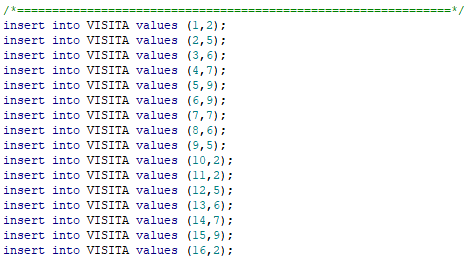 /*==============================================================*/
insert into VISITA values (1,2);
insert into VISITA values (2,5);
insert into VISITA values (3,6);
insert into VISITA values (4,7);
insert into VISITA values (5,9);
insert into VISITA values (6,9);
insert into VISITA values (7,7);
insert into VISITA values (8,6);
insert into VISITA values (9,5);
insert into VISITA values (10,2);
insert into VISITA values (11,2);
insert into VISITA values (12,5);
insert into VISITA values (13,6);
insert into VISITA values (14,7);
insert into VISITA values (15,9);
insert into VISITA values (16,2);